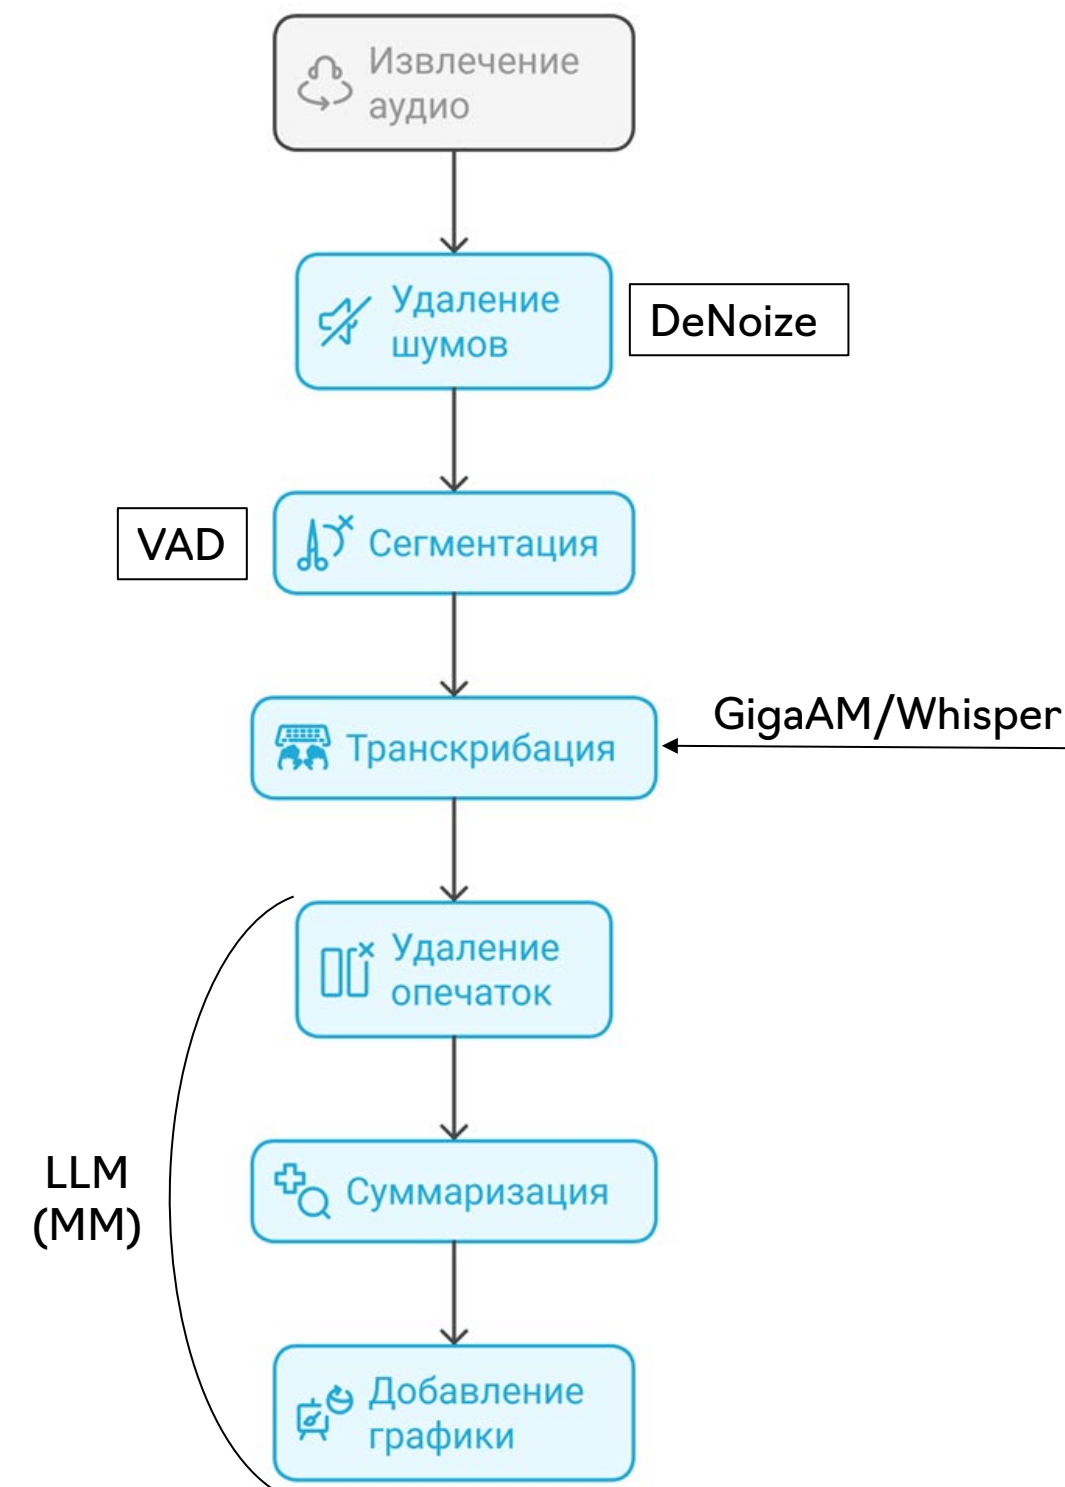 Извлечение
аудио
Удаление
шумов
DeNoize
VAD
Сегментация
GigaAM/Whisper
Транскрибация
Удаление
опечаток
LLM
(MM)
Суммаризация
Добавление
графики